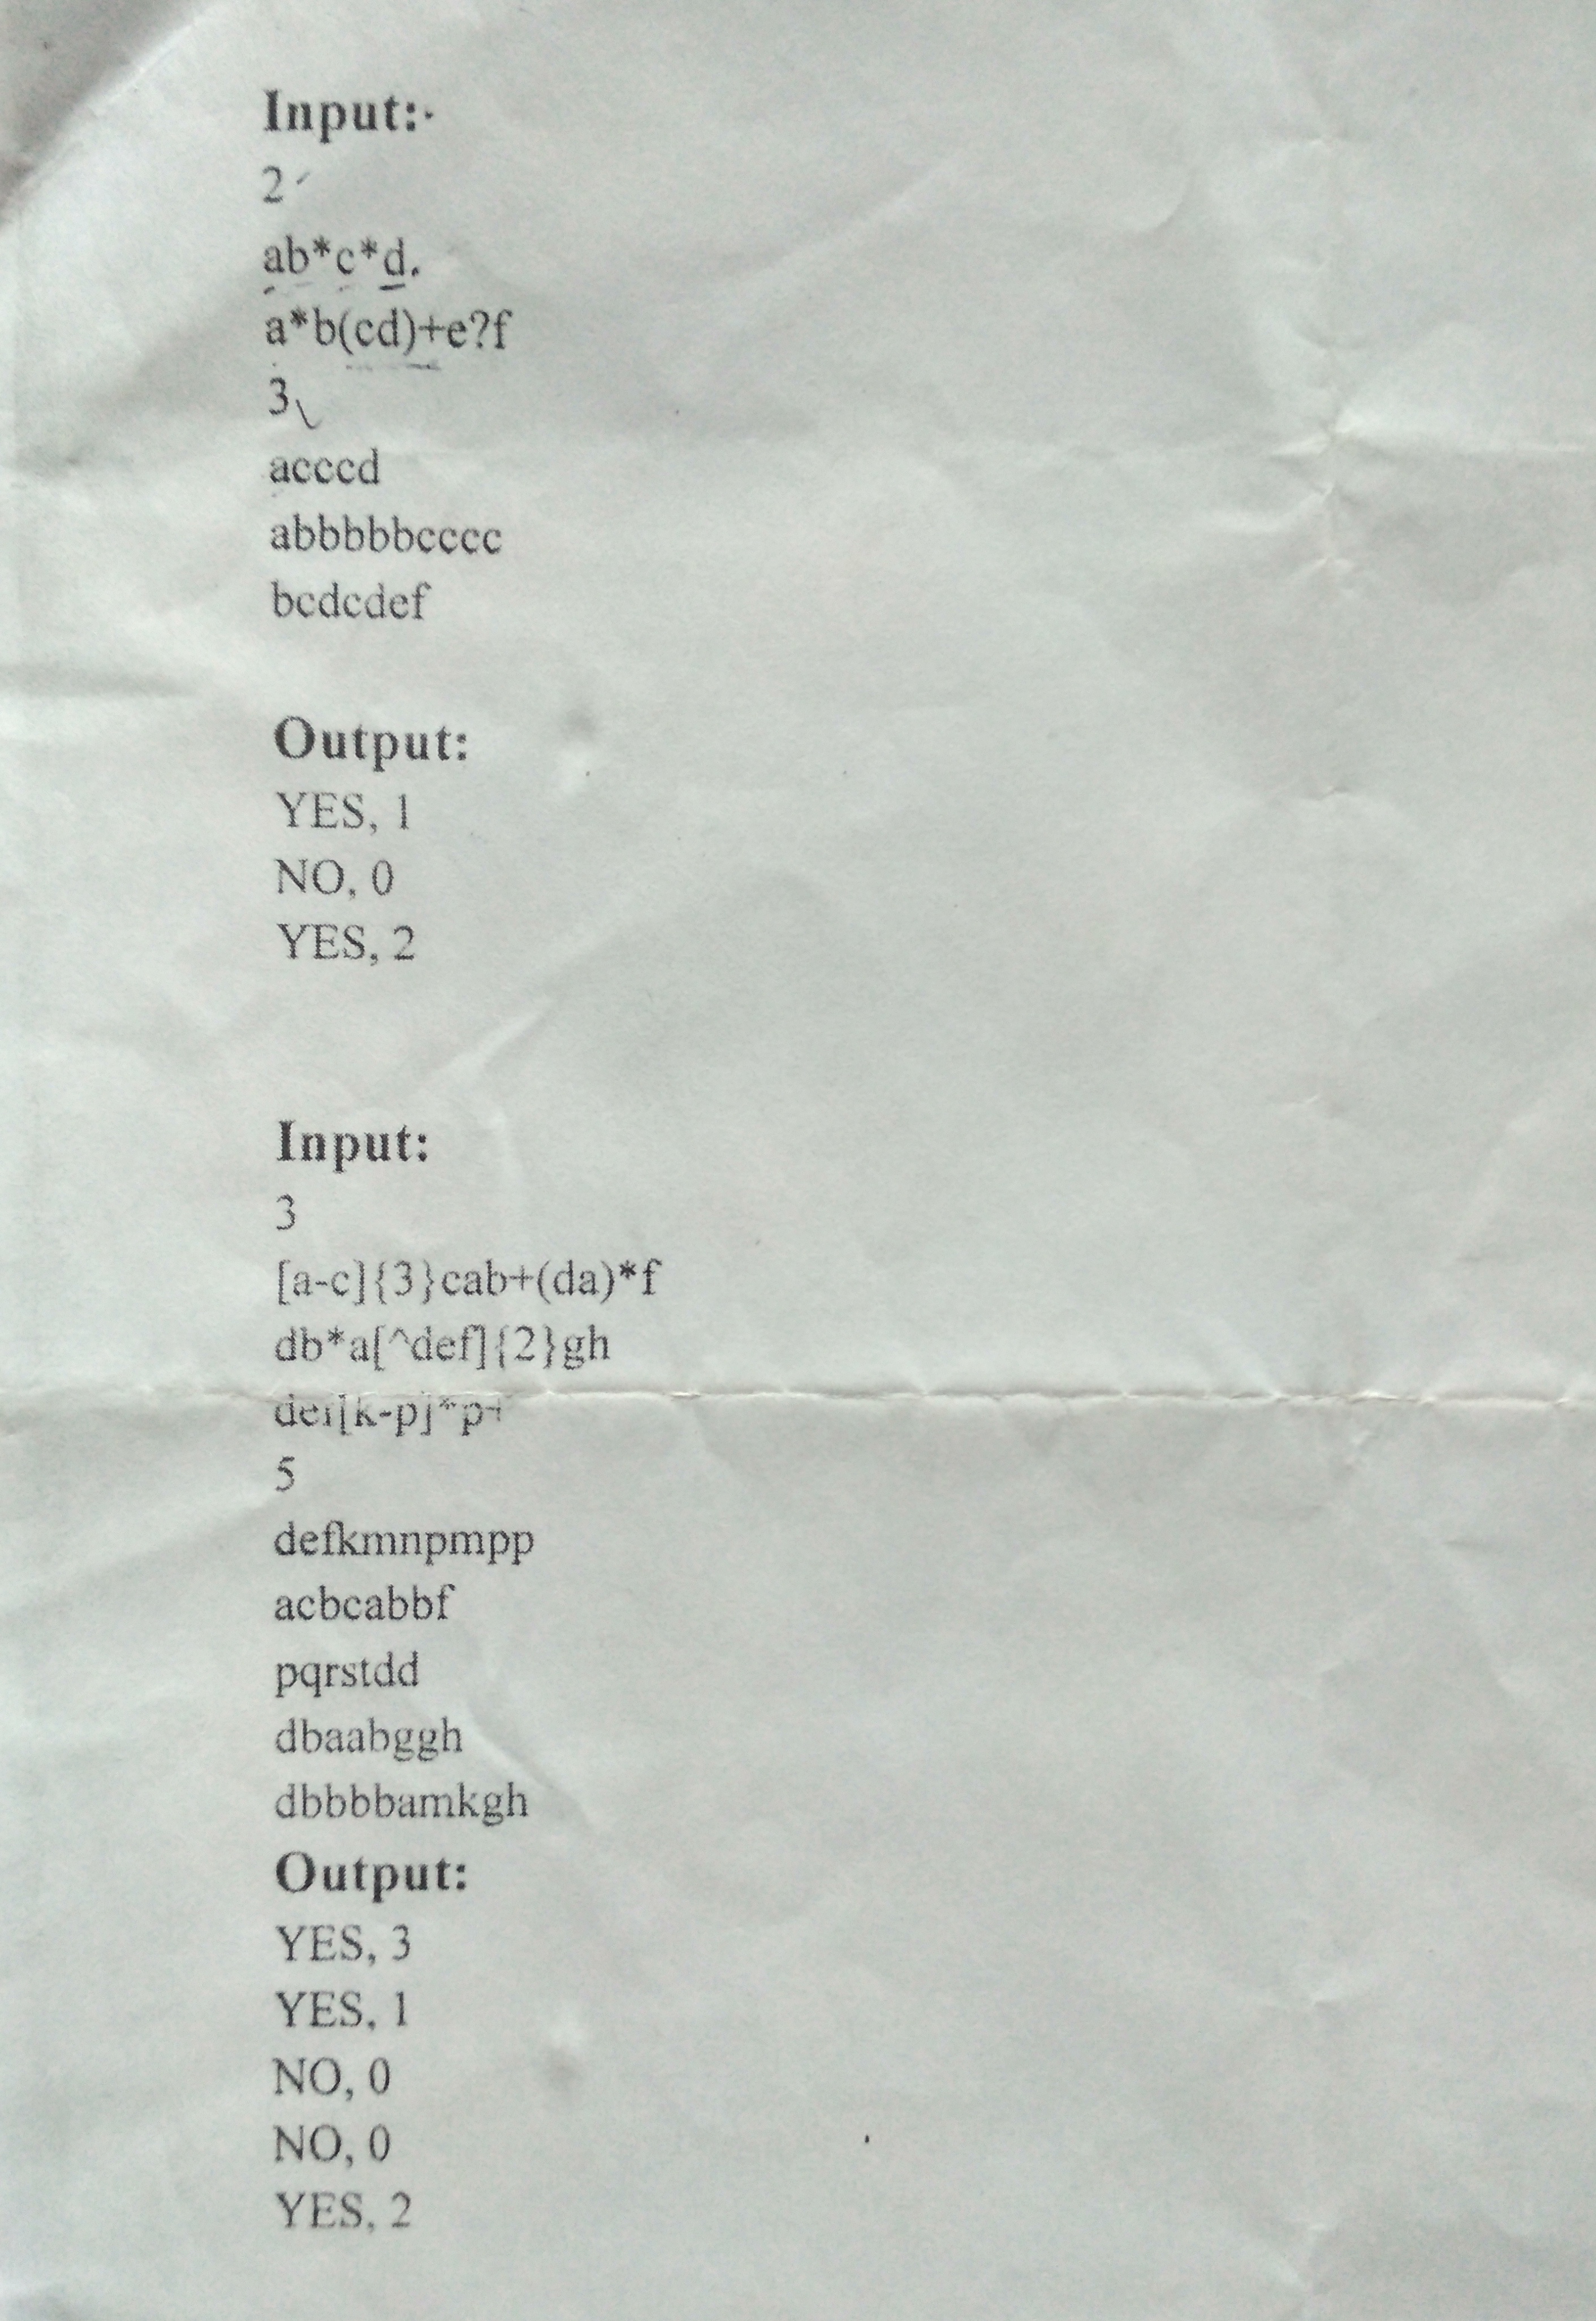 Input:
2
ab*c*d.
a*b(cd)+e?f
3
acccd
abbbbbcccc
bcdcdef
Output:
YES, 1
NO, 0
YES, 2
Input:
3
[a-c]{3}cab+(da)*f
db*a[^def]{2}gh
def[k-p]*p+
5
defkmnpmpp
acbcabbf
pqrstdd
dbaabggh
dbbbbamkgh
Output:
YES, 3
YES, 1
NO, 0
NO, 0
YES, 2